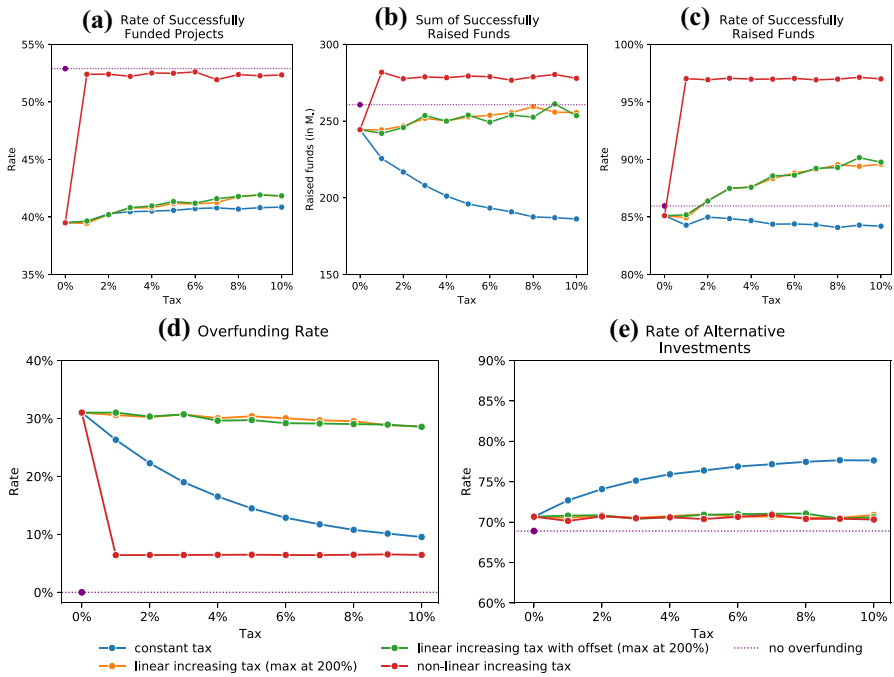 (a) Rate of Successfully
Funded Projects
55%
50%
45%
40%
35%
Rate
0% 2% 4% 6% 8% 10%
Tax
(b) Sum of Successfully
Raised Funds
300
250
200
150
Raised funds (in M.)
0% 2% 4% 6% 8% 10%
Tax
(c) Rate of Successfully
Raised Funds
100%
95%
90%
85%
80%
Rate
0% 2% 4% 6% 8% 10%
Tax
(d) Overfunding Rate
40%
30%
20%
10%
0%
Rate
0% 2% 4% 6% 8% 10%
Tax
(e) Rate of Alternative
Investments
90%
85%
80%
75%
70%
65%
60%
Rate
0% 2% 4% 6% 8% 10%
Tax
constant tax
linear increasing tax (max at 200%)
linear increasing tax with offset (max at 200%)
non-linear increasing tax
no overfunding